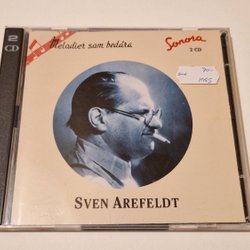 2
CD
Melodier som bedåra
Sonora
2 CD
SVEN AREFELDT